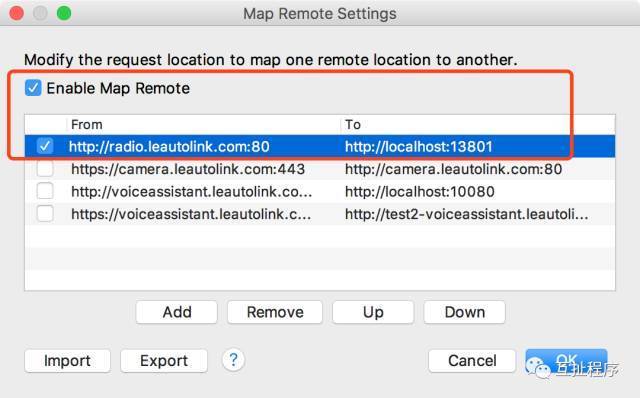 Map Remote Settings
Modify the request location to map one remote location to another.
Enable Map Remote
From To
http://radio.leautolink.com:80 http://localhost:13801
https://camera.leautolink.com:443 http://camera.leautolink.com:80
http://voiceassistant.leautolink.co... http://localhost:10080
https://voiceassistant.leautolink.c... http://test2-voiceassistant.leautoli...
Add Remove Up Down
Import Export ? Cancel OK
互扯程序